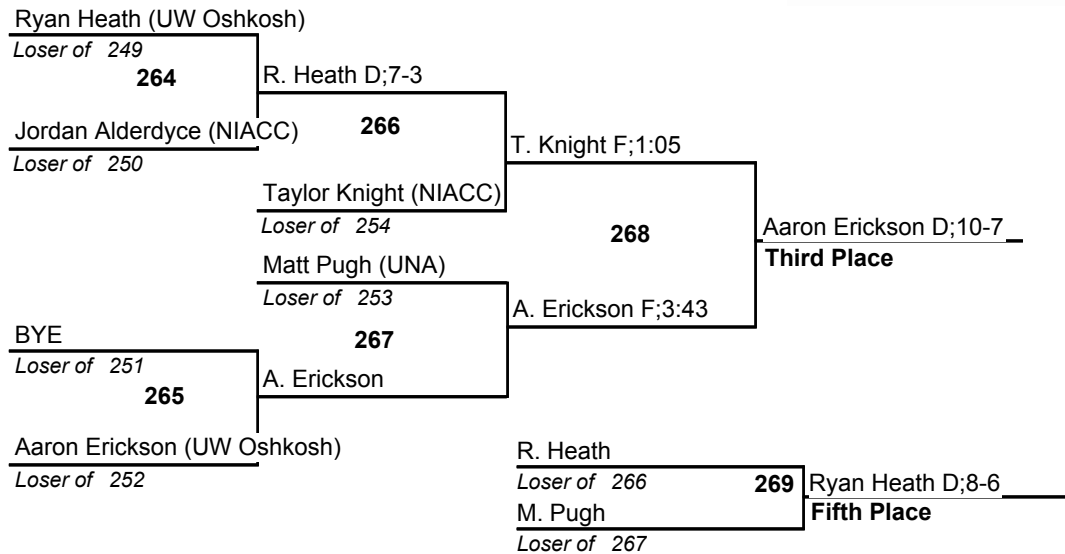 Ryan Heath (UW Oshkosh)
Loser of 249
264
R. Heath D;7-3
Jordan Alderdyce (NIACC)
Loser of 250
266
T. Knight F;1:05
Taylor Knight (NIACC)
Loser of 254
268
Aaron Erickson D;10-7
Third Place
Matt Pugh (UNA)
Loser of 253
A. Erickson F;3:43
BYE
Loser of 251
267
265
A. Erickson
Aaron Erickson (UW Oshkosh)
Loser of 252
R. Heath
Loser of 266
269
Ryan Heath D;8-6
Fifth Place
M. Pugh
Loser of 267